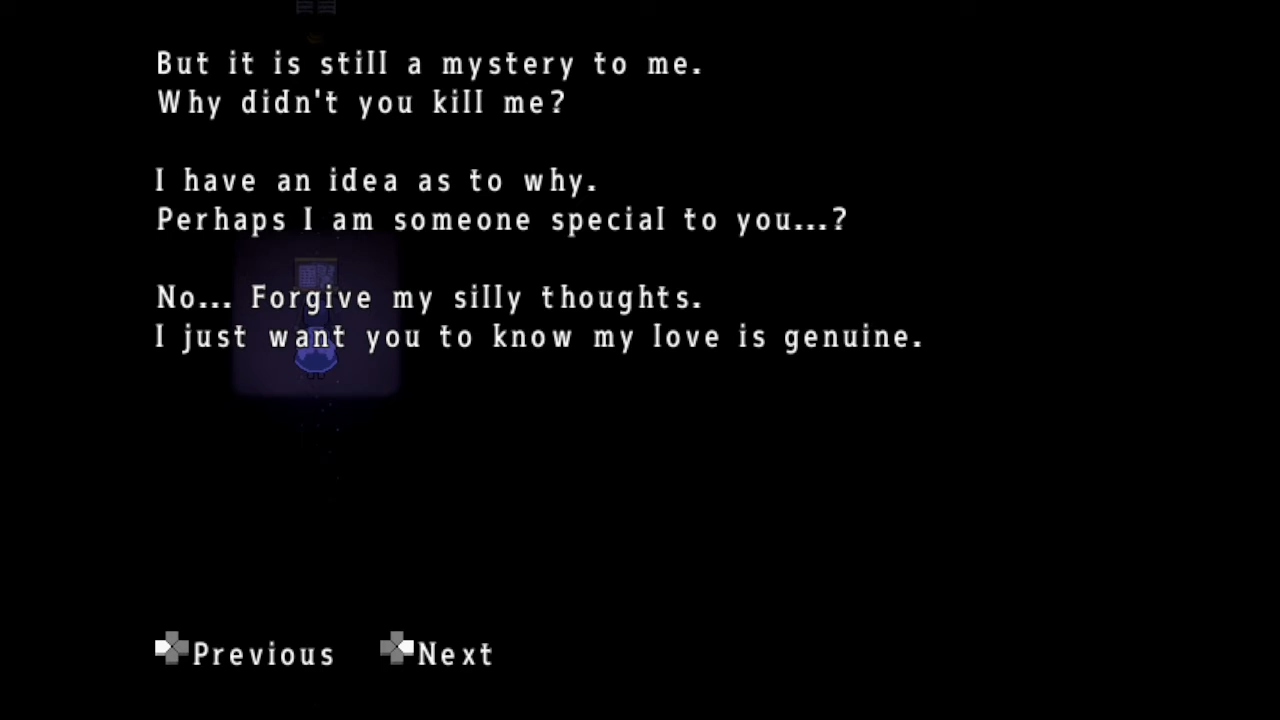 But it is still a mystery to me.
Why didn't you kill me?
I have an idea as to why.
Perhaps I am someone special to you...?
No... Forgive my silly thoughts.
I just want you to know my love is genuine.
Previous Next